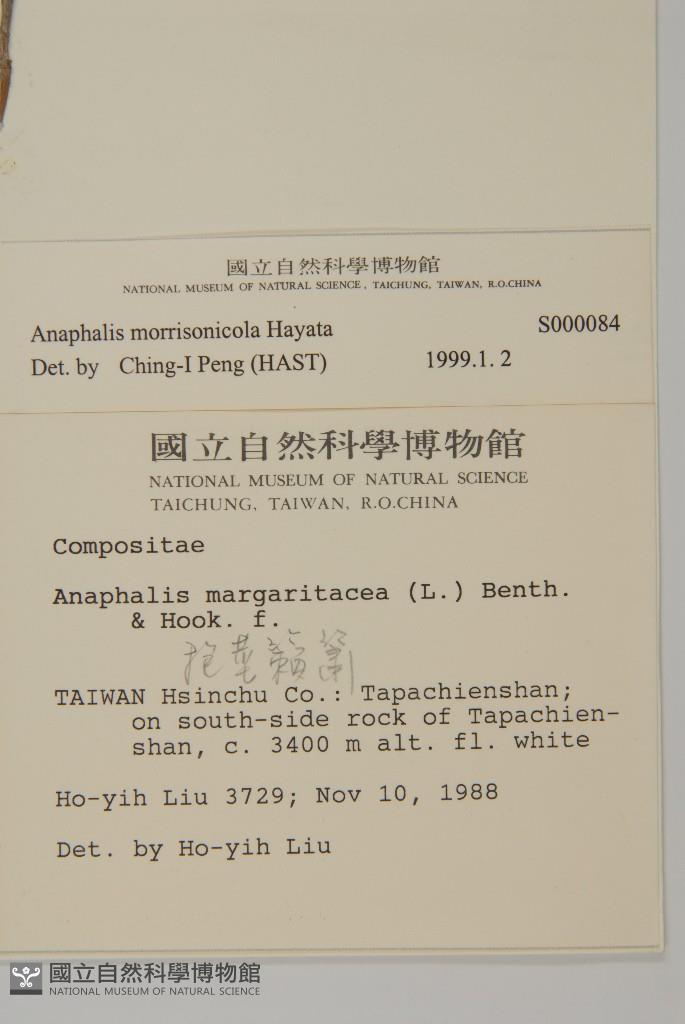 國立自然科學博物館
NATIONAL MUSEUM OF NATURAL SCIENCE, TAICHUNG, TAIWAN, R.O.CHINA
Anaphalis morrisonicola Hayata
S000084
Det. by Ching-I Peng (HAST)
1999.1. 2
國立自然科學博物館
NATIONAL MUSEUM OF NATURAL SCIENCE
TAICHUNG, TAIWAN, R.O.CHINA
Compositae
Anaphalis margaritacea (L.) Benth.
& Hook. f.
抱莖籟簫
TAIWAN Hsinchu Co.: Tapachienshan;
on south-side rock of Tapachien-
shan, c. 3400 m alt. fl. white
Ho-yih Liu 3729; Nov 10, 1988
Det. by Ho-yih Liu
國立自然科學博物館
NATIONAL MUSEUM OF NATURAL SCIENCE